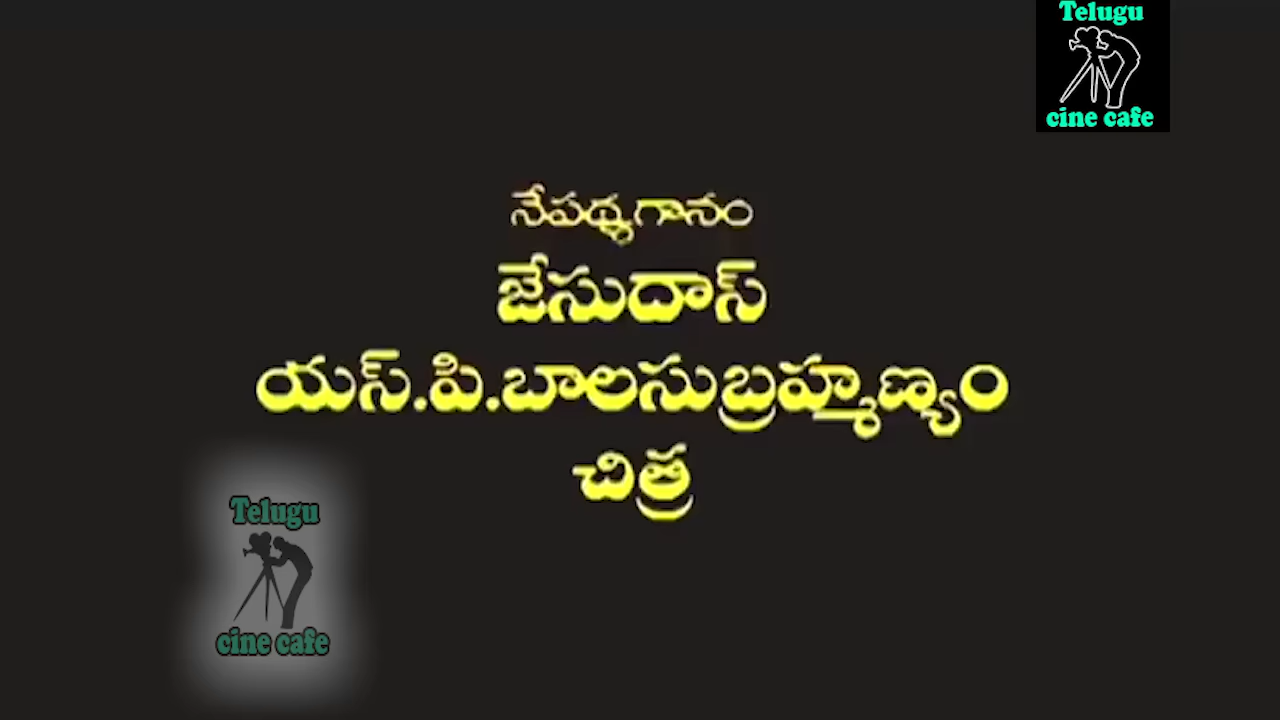 Telugu
cine cafe
నేపథ్యగానం
జేసుదాస్
యస్.పి.బాలసుబ్రహ్మణ్యం
చిత్ర
Telugu
cine cafe